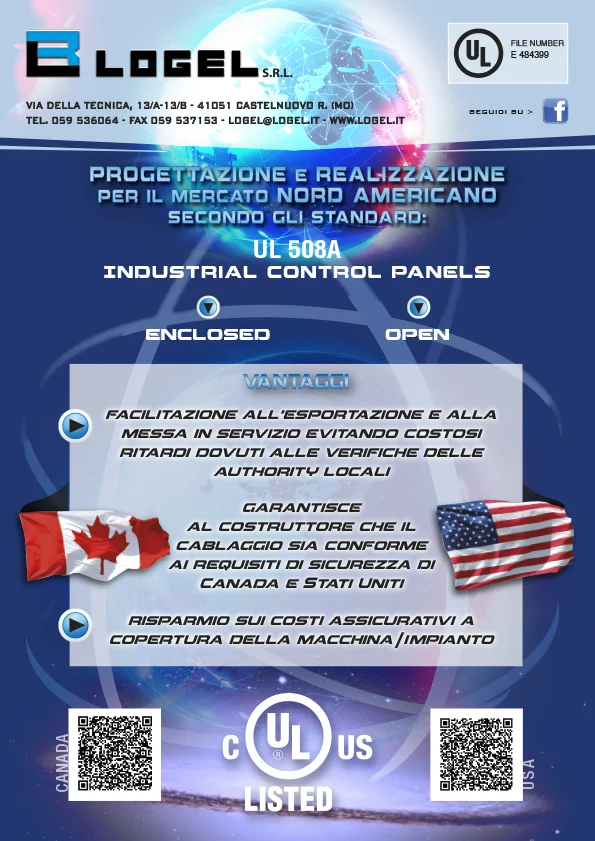 B LOGEL S.R.L.
UL
FILE NUMBER
E 484399
VIA DELLA TECNICA, 13/A-13/B - 41051 CASTELNUOVO R. (MO)
TEL. 059 536064 - FAX 059 537153 - LOGEL@LOGEL.IT - WWW.LOGEL.IT
SEGUICI SU >
f
PROGETTAZIONE E REALIZZAZIONE
PER IL MERCATO NORD AMERICANO
SECONDO GLI STANDARD:
UL 508A
INDUSTRIAL CONTROL PANELS
ENCLOSED
OPEN
VANTAGGI
FACILITAZIONE ALL'ESPORTAZIONE E ALLA
MESSA IN SERVIZIO EVITANDO COSTOSI
RITARDI DOVUTI ALLE VERIFICHE DELLE
AUTHORITY LOCALI
GARANTISCE
AL COSTRUTTORE CHE IL
CABLAGGIO SIA CONFORME
AI REQUISITI DI SICUREZZA DI
CANADA E STATI UNITI
RISPARMIO SUI COSTI ASSICURATIVI A
COPERTURA DELLA MACCHINA/IMPIANTO
CANADA
C UL ® US
LISTED
USA